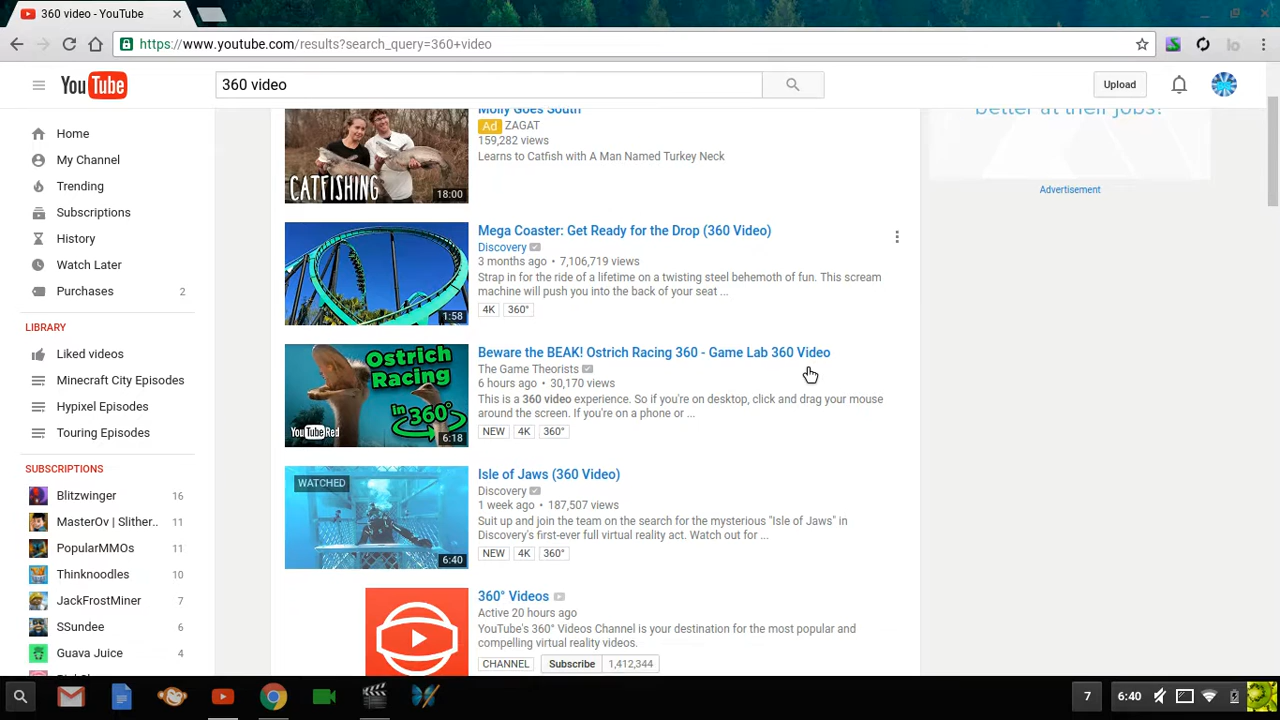 360 video - YouTube
https://www.youtube.com/results?search_query=360+video
YouTube
360 video
Upload
Home
My Channel
Trending
Subscriptions
History
Watch Later
Purchases 2
LIBRARY
Liked videos
Minecraft City Episodes
Hypixel Episodes
Touring Episodes
SUBSCRIPTIONS
Blitzwinger 16
MasterOv | Slither.. 11
PopularMMOs 11
Thinknoodles 10
JackFrostMiner 7
SSundee 6
Guava Juice 4
Molly Goes South
Ad ZAGAT
159,282 views
Learns to Catfish with A Man Named Turkey Neck
CATFISHING
18:00
Mega Coaster: Get Ready for the Drop (360 Video)
Discovery
3 months ago • 7,106,719 views
Strap in for the ride of a lifetime on a twisting steel behemoth of fun. This scream
machine will push you into the back of your seat ...
4K 360°
1:58
Beware the BEAK! Ostrich Racing 360 - Game Lab 360 Video
The Game Theorists
6 hours ago • 30,170 views
This is a 360 video experience. So if you're on desktop, click and drag your mouse
around the screen. If you're on a phone or ...
NEW 4K 360°
Ostrich
Racing
in 360°
YouTube Red
6:18
Isle of Jaws (360 Video)
Discovery
1 week ago • 187,507 views
Suit up and join the team on the search for the mysterious "Isle of Jaws" in
Discovery's first-ever full virtual reality act. Watch out for ...
NEW 4K 360°
WATCHED
6:40
360° Videos
Active 20 hours ago
YouTube's 360° Videos Channel is your destination for the most popular and
compelling virtual reality videos.
CHANNEL Subscribe 1,412,344
better at their jobs?
Advertisement
7 6:40